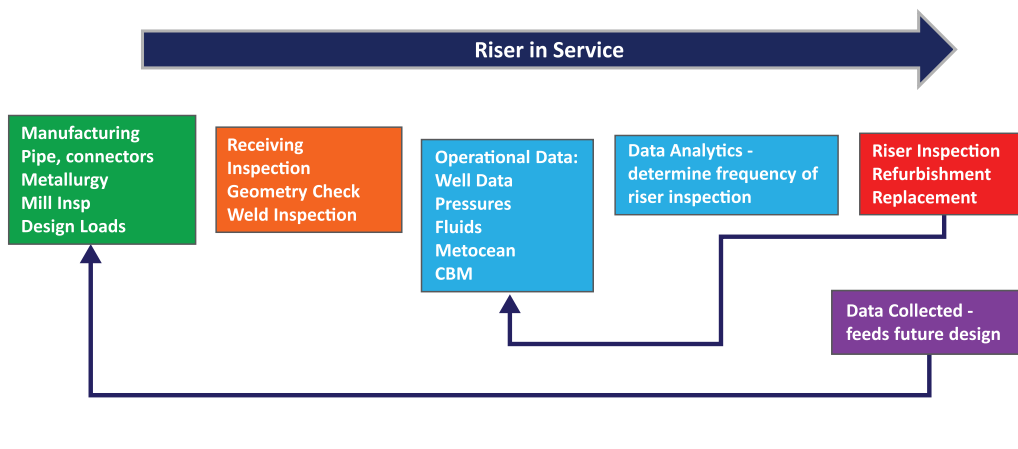 Riser in Service
Manufacturing
Pipe, connectors
Metallurgy
Mill Insp
Design Loads
Receiving
Inspection
Geometry Check
Weld Inspection
Operational Data:
Well Data
Pressures
Fluids
Metocean
CBM
Data Analytics -
determine frequency of
riser inspection
Riser Inspection
Refurbishment
Replacement
Data Collected -
feeds future design